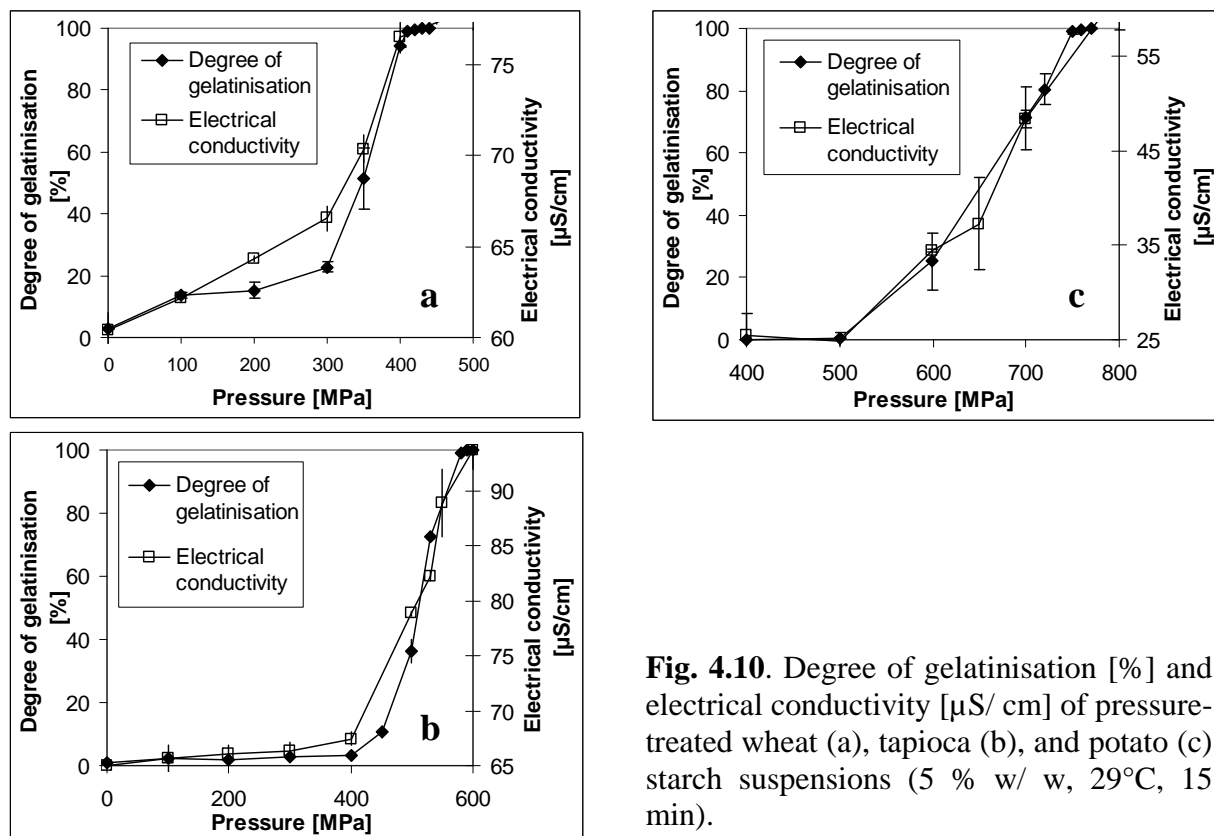 100
80
60
40
20
0
Degree of gelatinisation
[%]
Degree of
gelatinisation
Electrical
conductivity
75
70
65
60
Electrical conductivity
[µS/cm]
a
0 100 200 300 400 500
Pressure [MPa]
100
80
60
40
20
0
Degree of gelatinisation
[%]
Degree of
gelatinisation
Electrical
conductivity
55
45
35
25
Electrical conductivity
[µS/cm]
c
400 500 600 700 800
Pressure [MPa]
100
80
60
40
20
0
Degree of gelatinisation
[%]
Degree of
gelatinisation
Electrical
conductivity
90
85
80
75
70
65
Electrical conductivity
[µS/cm]
b
0 200 400 600
Pressure [MPa]
Fig. 4.10. Degree of gelatinisation [%] and
electrical conductivity [µS/ cm] of pressure-
treated wheat (a), tapioca (b), and potato (c)
starch suspensions (5 % w/ w, 29°C, 15
min).